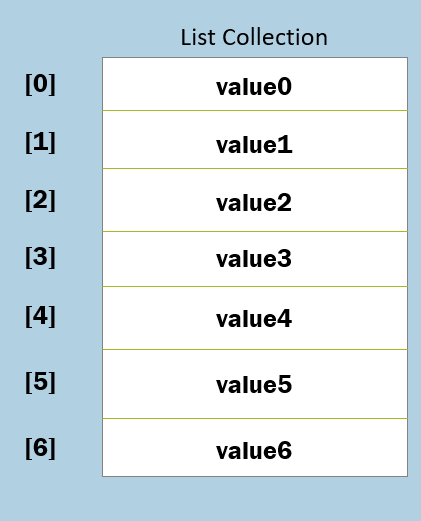 List Collection
[0] value0
[1] value1
[2] value2
[3] value3
[4] value4
[5] value5
[6] value6